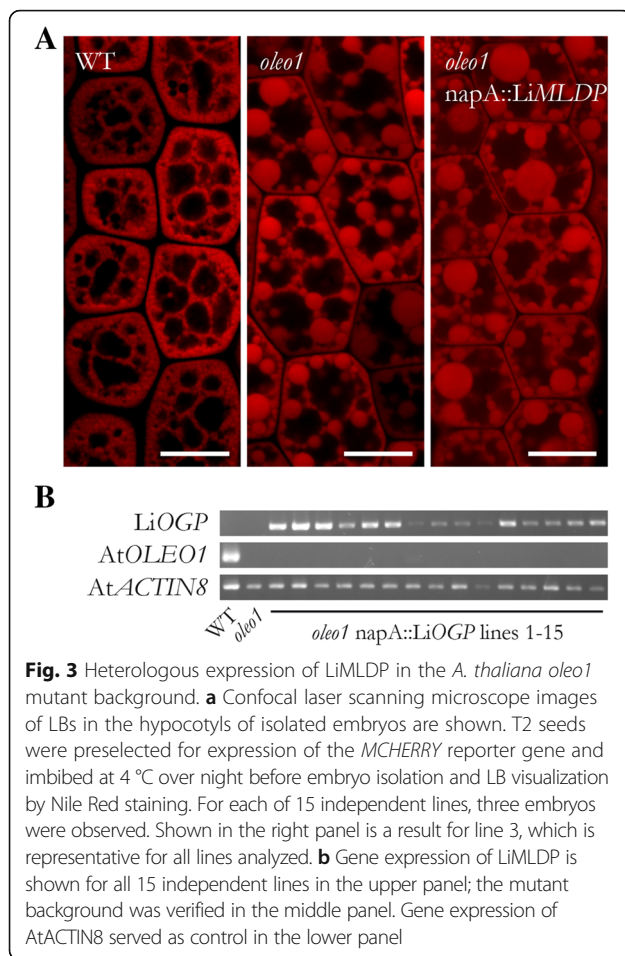 A
WT
oleo1
oleo1
napA::LiMLDP
B
LiOGP
AtOLEO1
AtACTIN8
WT
oleo1
oleo1 napA::LiOGP lines 1-15
Fig. 3 Heterologous expression of LiMLDP in the A. thaliana oleo1
mutant background. a Confocal laser scanning microscope images
of LBs in the hypocotyls of isolated embryos are shown. T2 seeds
were preselected for expression of the MCHERRY reporter gene and
imbibed at 4 °C over night before embryo isolation and LB visualization
by Nile Red staining. For each of 15 independent lines, three embryos
were observed. Shown in the right panel is a result for line 3, which is
representative for all lines analyzed. b Gene expression of LiMLDP is
shown for all 15 independent lines in the upper panel; the mutant
background was verified in the middle panel. Gene expression of
AtACTIN8 served as control in the lower panel